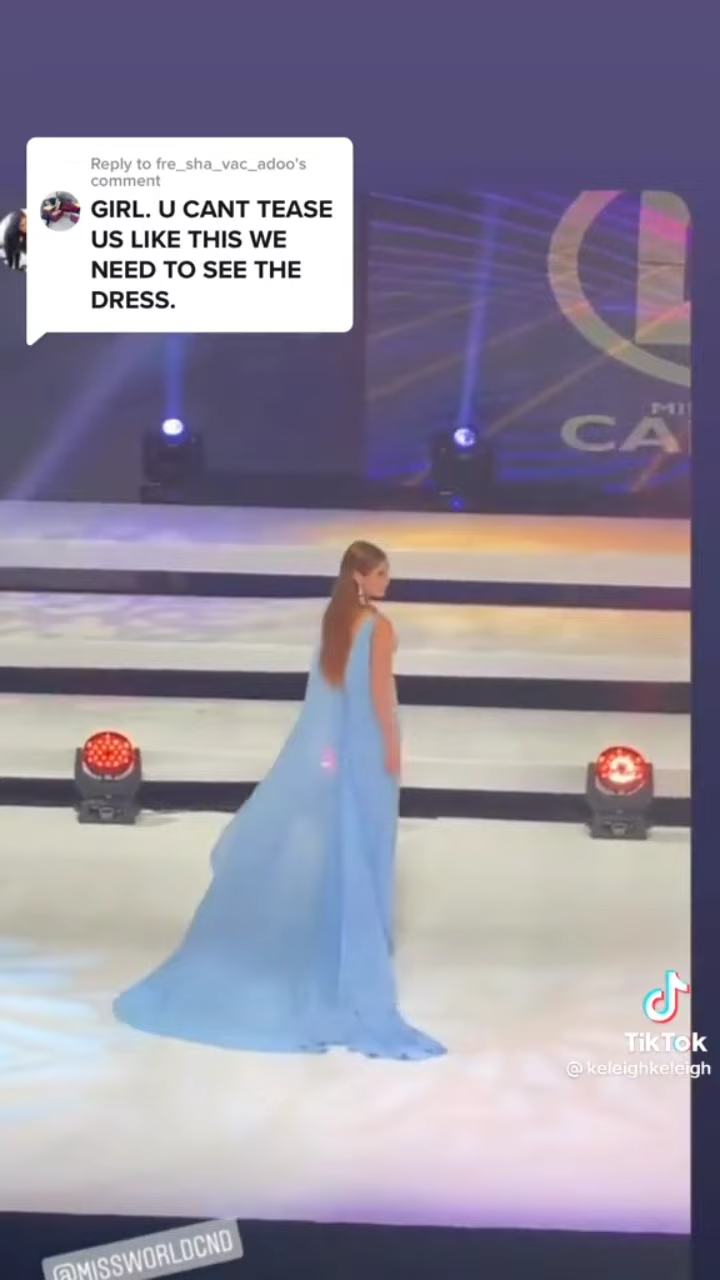 Reply to fre_sha_vac_adoo's
comment
GIRL. U CANT TEASE
US LIKE THIS WE
NEED TO SEE THE
DRESS.
MI
CA
TikTok
@keleighkeleigh
@MISSWORLDCND